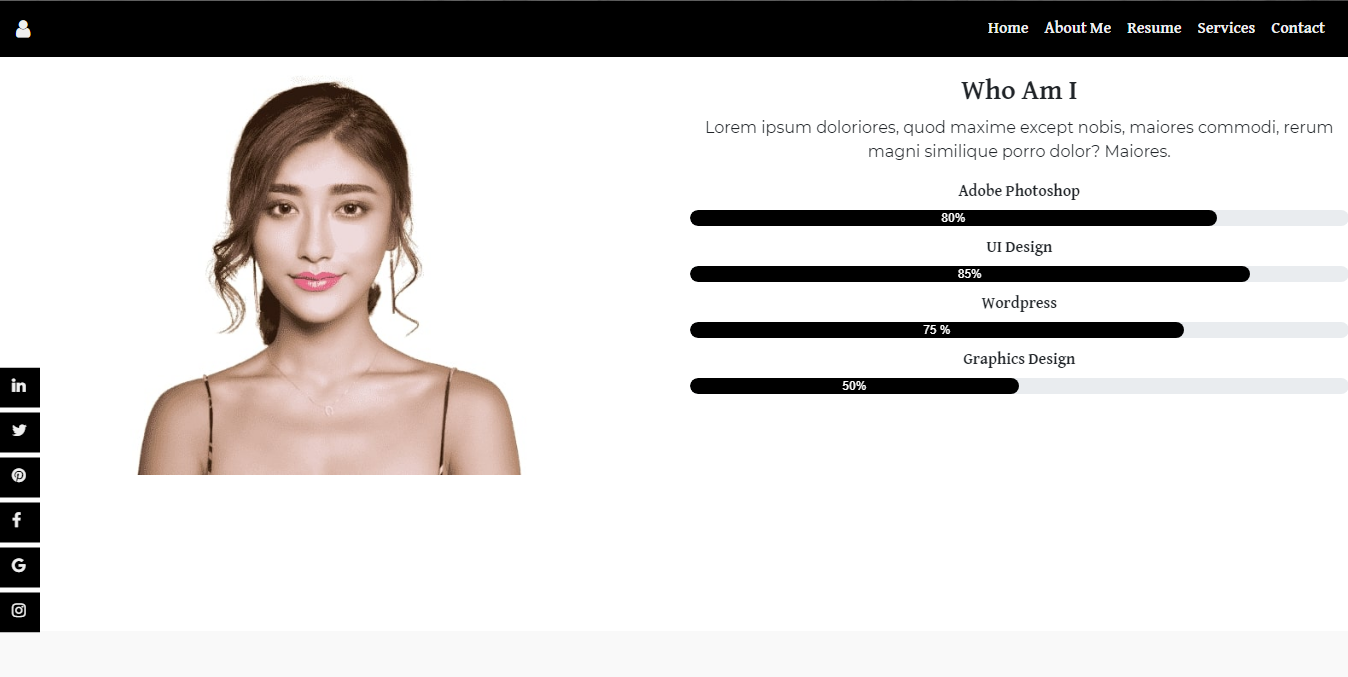 Home About Me Resume Services Contact
Who Am I
Lorem ipsum doloriores, quod maxime except nobis, maiores commodi, rerum
magni similique porro dolor? Maiores.
Adobe Photoshop
80%
UI Design
85%
Wordpress
75 %
Graphics Design
50%